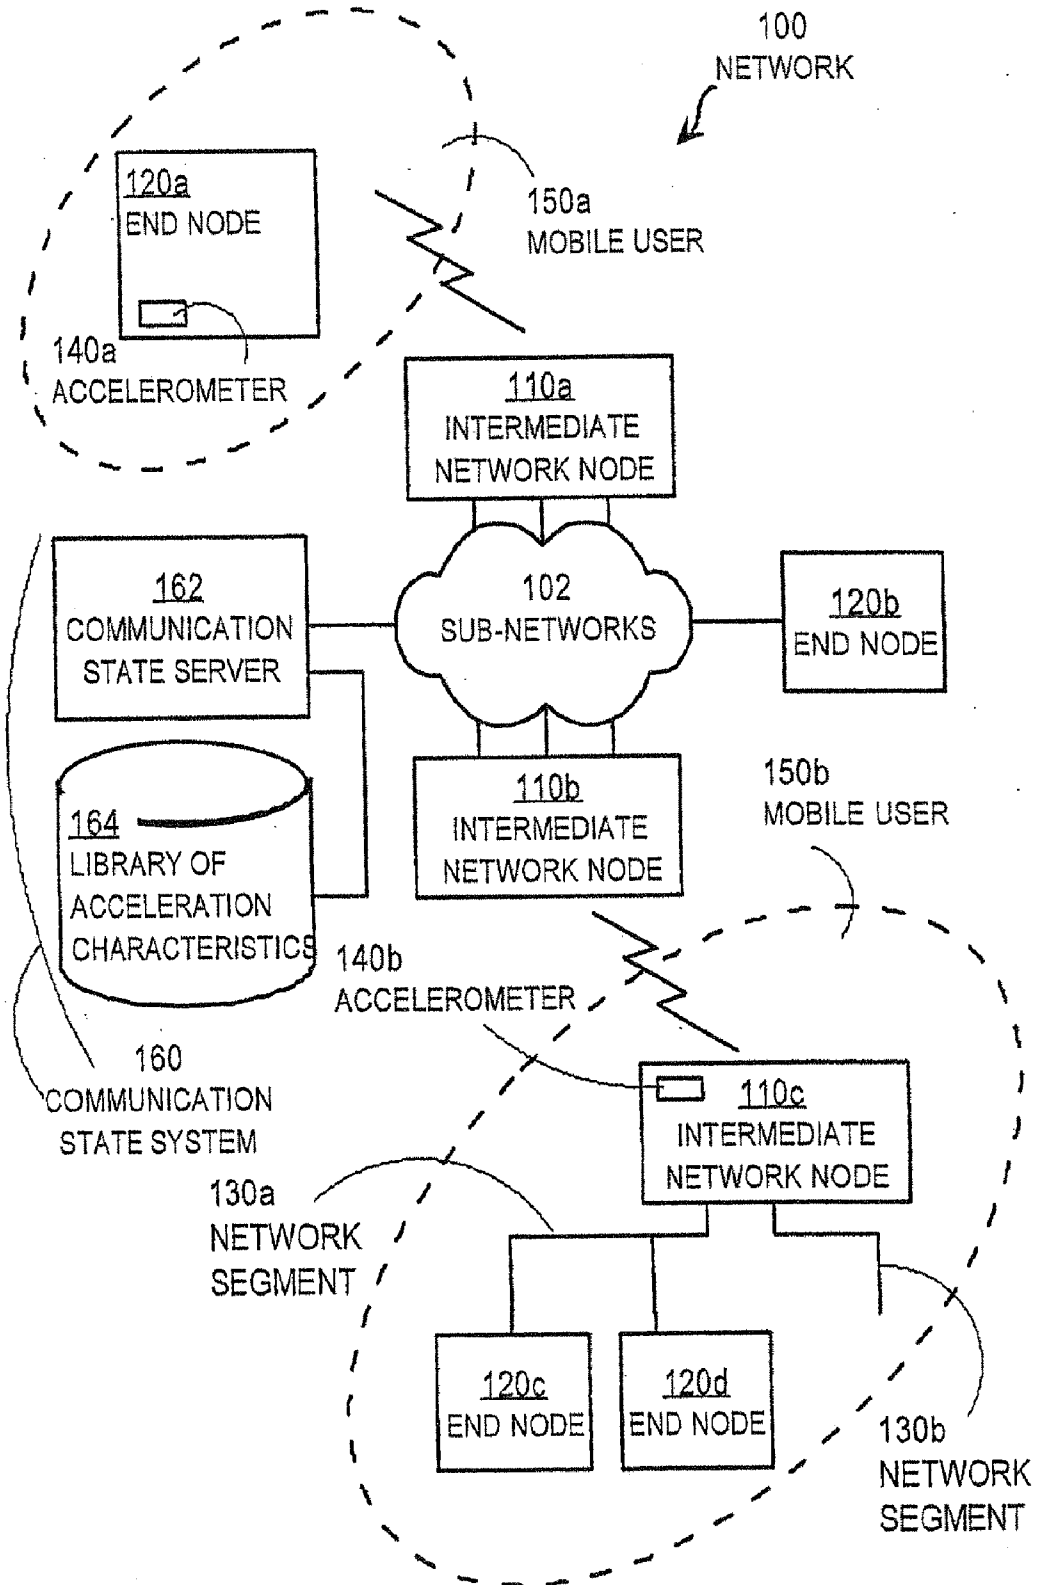 100
NETWORK
120a
END NODE
150a
MOBILE USER
140a
ACCELEROMETER
110a
INTERMEDIATE
NETWORK NODE
162
COMMUNICATION
STATE SERVER
102
SUB-NETWORKS
120b
END NODE
164
LIBRARY OF
ACCELERATION
CHARACTERISTICS
110b
INTERMEDIATE
NETWORK NODE
150b
MOBILE USER
140b
ACCELEROMETER
160
COMMUNICATION
STATE SYSTEM
110c
INTERMEDIATE
NETWORK NODE
130a
NETWORK
SEGMENT
120c
END NODE
120d
END NODE
130b
NETWORK
SEGMENT